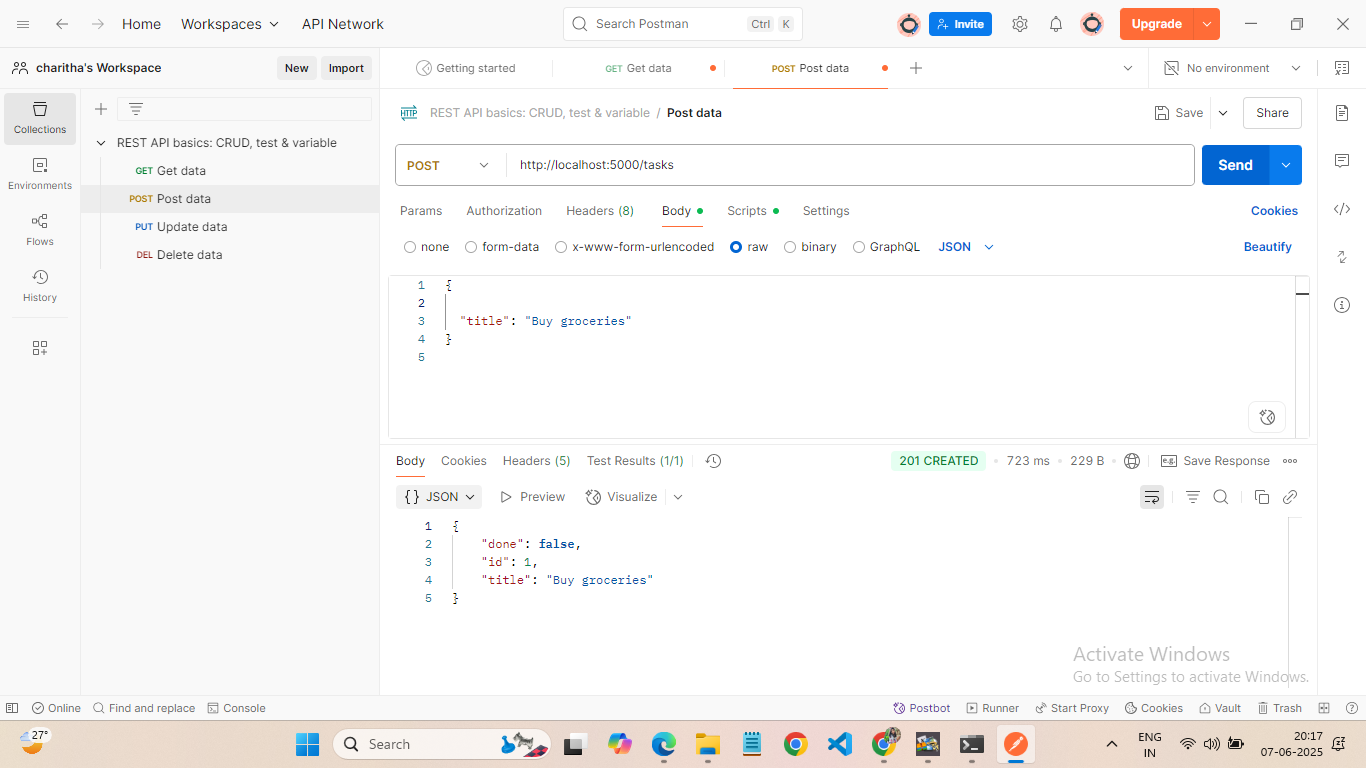 Home Workspaces API Network Search Postman Ctrl K Invite Upgrade
charitha's Workspace New Import Getting started GET Get data POST Post data No environment
Collections
Environments
Flows
History
REST API basics: CRUD, test & variable
GET Get data
POST Post data
PUT Update data
DEL Delete data
HTTP REST API basics: CRUD, test & variable / Post data Save Share
POST http://localhost:5000/tasks Send
Params Authorization Headers (8) Body Scripts Settings Cookies
none form-data x-www-form-urlencoded raw binary GraphQL JSON Beautify
1 {
2
3 "title": "Buy groceries"
4 }
5
Body Cookies Headers (5) Test Results (1/1) 201 CREATED 723 ms 229 B e.g. Save Response
{} JSON Preview Visualize
1 {
2 "done": false,
3 "id": 1,
4 "title": "Buy groceries"
5 }
Activate Windows
Go to Settings to activate Windows.
Online Find and replace Console Postbot Runner Start Proxy Cookies Vault Trash
27° Search ENG IN 20:17 07-06-2025